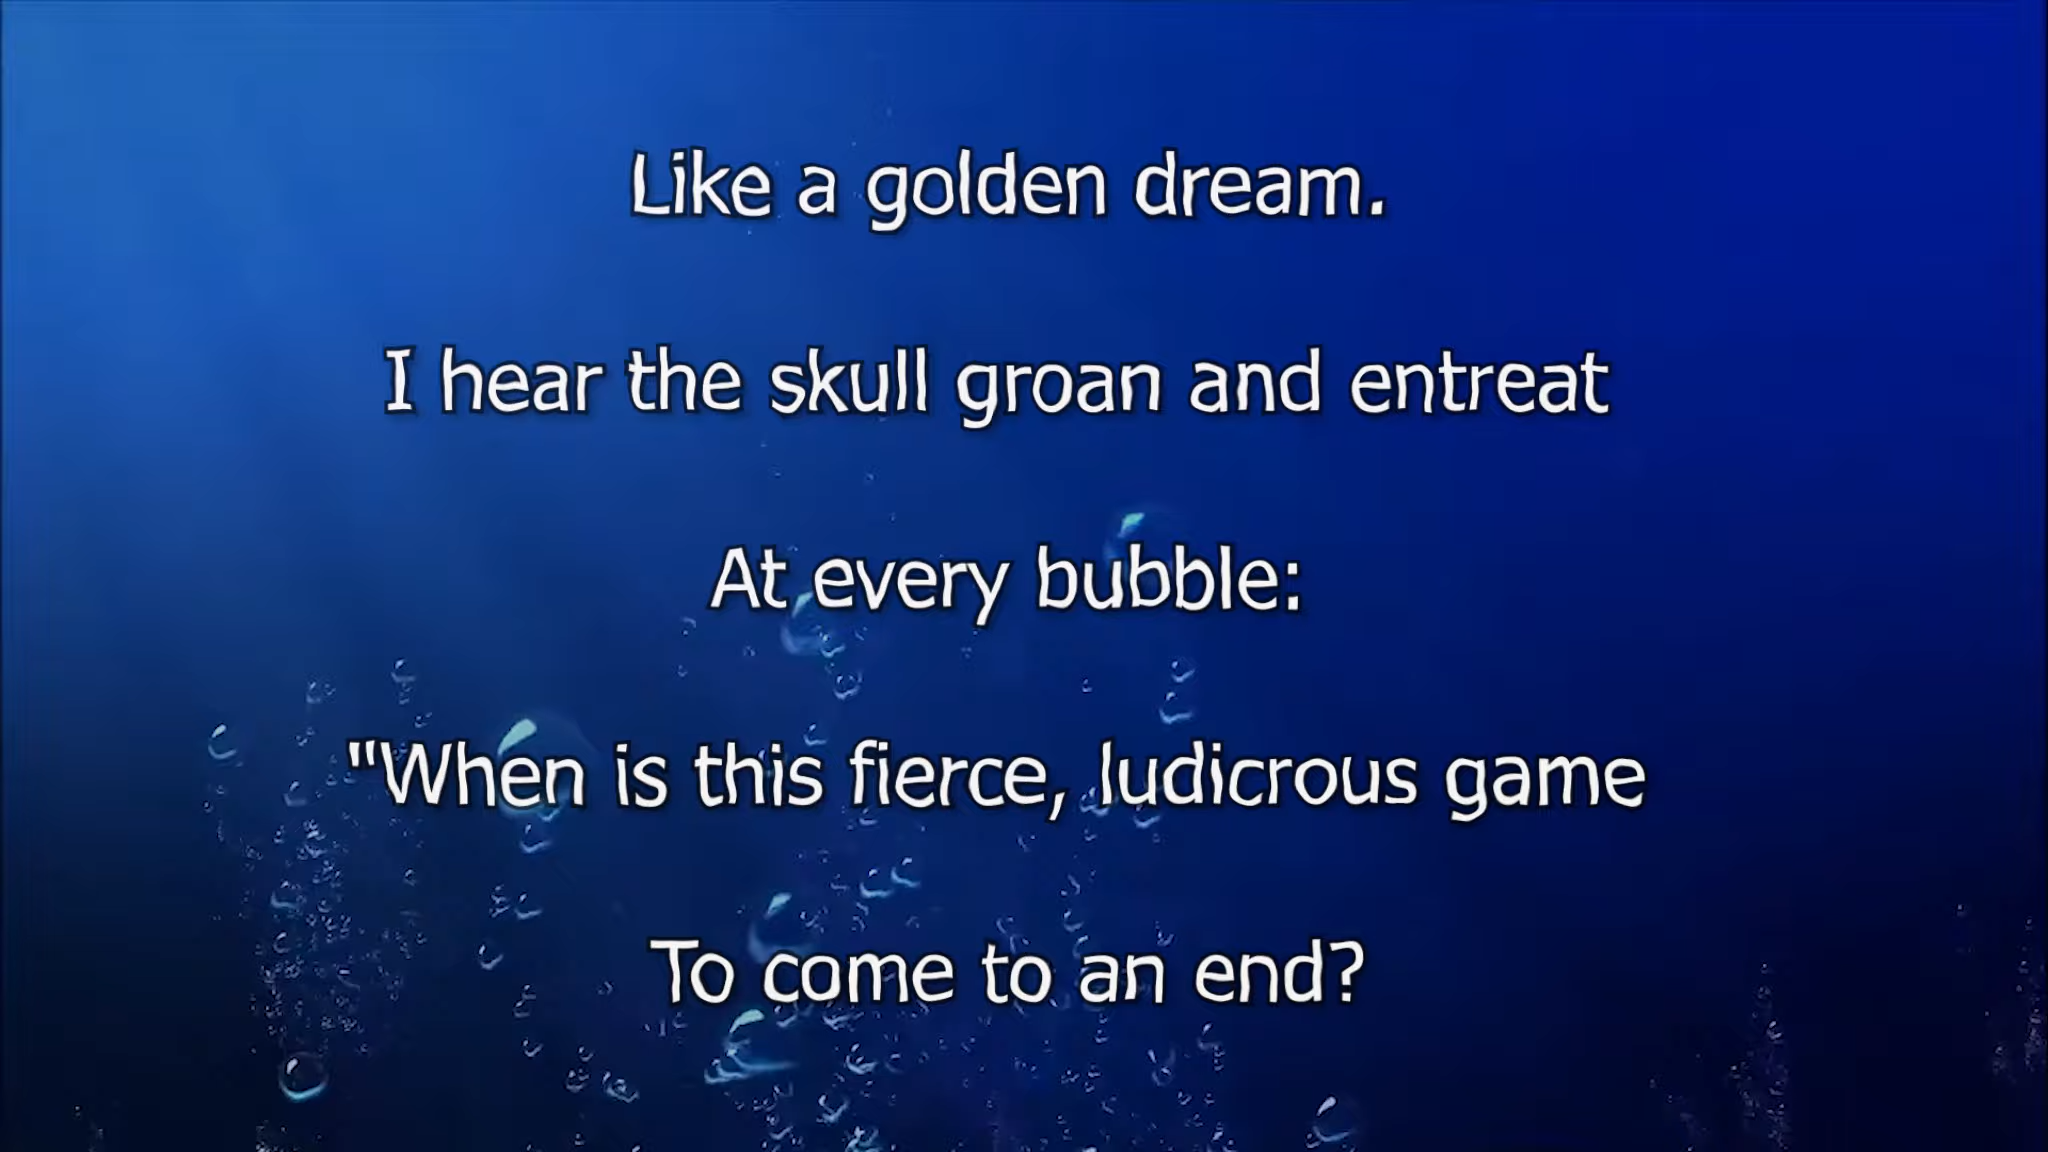 Like a golden dream.
I hear the skull groan and entreat
At every bubble:
"When is this fierce, ludicrous game
To come to an end?